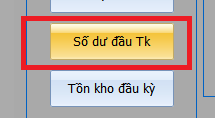 Số dư đầu Tk
Tồn kho đầu kỳ